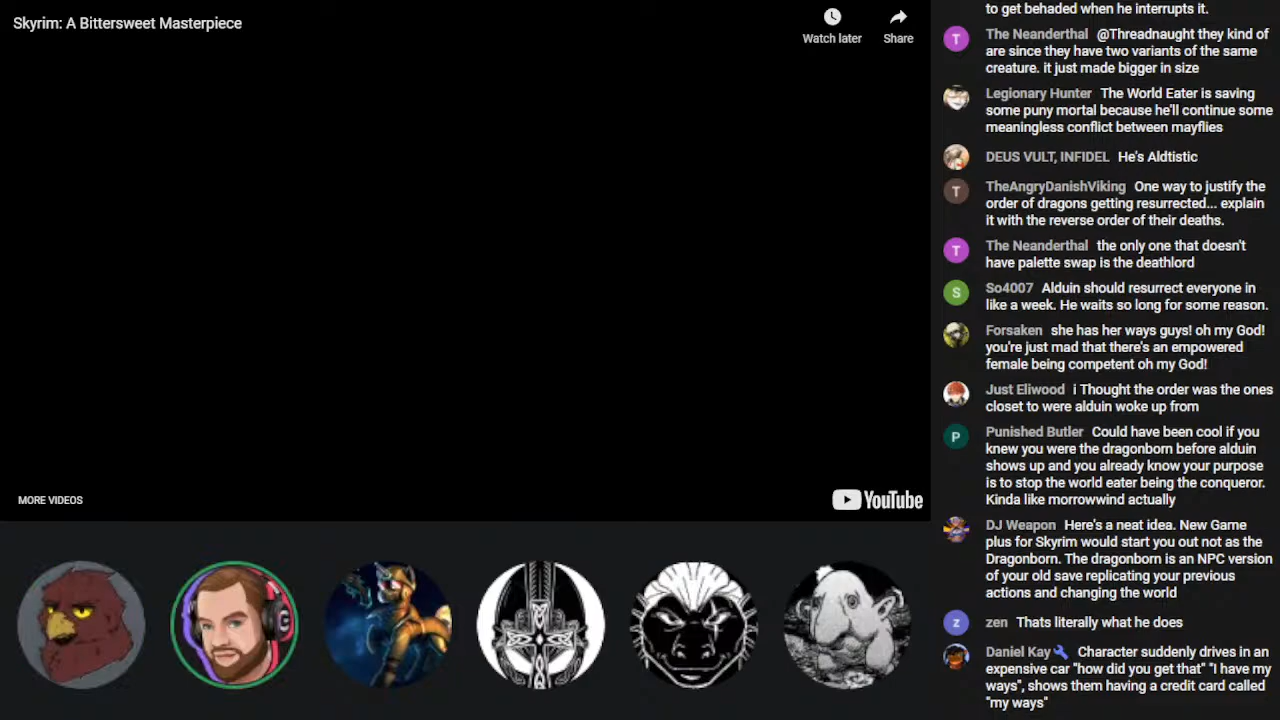 Skyrim: A Bittersweet Masterpiece
Watch later
Share
MORE VIDEOS
YouTube
to get behaded when he interrupts it.
T
The Neanderthal @Threadnaught they kind of
are since they have two variants of the same
creature. it just made bigger in size
Legionary Hunter The World Eater is saving
some puny mortal because he'll continue some
meaningless conflict between mayflies
DEUS VULT, INFIDEL He's Aldtistic
T
TheAngryDanishViking One way to justify the
order of dragons getting resurrected... explain
it with the reverse order of their deaths.
T
The Neanderthal the only one that doesn't
have palette swap is the deathlord
S
So4007 Alduin should resurrect everyone in
like a week. He waits so long for some reason.
Forsaken she has her ways guys! oh my God!
you're just mad that there's an empowered
female being competent oh my God!
Just Eliwood i Thought the order was the ones
closet to were alduin woke up from
P
Punished Butler Could have been cool if you
knew you were the dragonborn before alduin
shows up and you already know your purpose
is to stop the world eater being the conqueror.
Kinda like morrowwind actually
DJ Weapon Here's a neat idea. New Game
plus for Skyrim would start you out not as the
Dragonborn. The dragonborn is an NPC version
of your old save replicating your previous
actions and changing the world
z
zen Thats literally what he does
Daniel Kay Character suddenly drives in an
expensive car "how did you get that" "I have my
ways", shows them having a credit card called
"my ways"